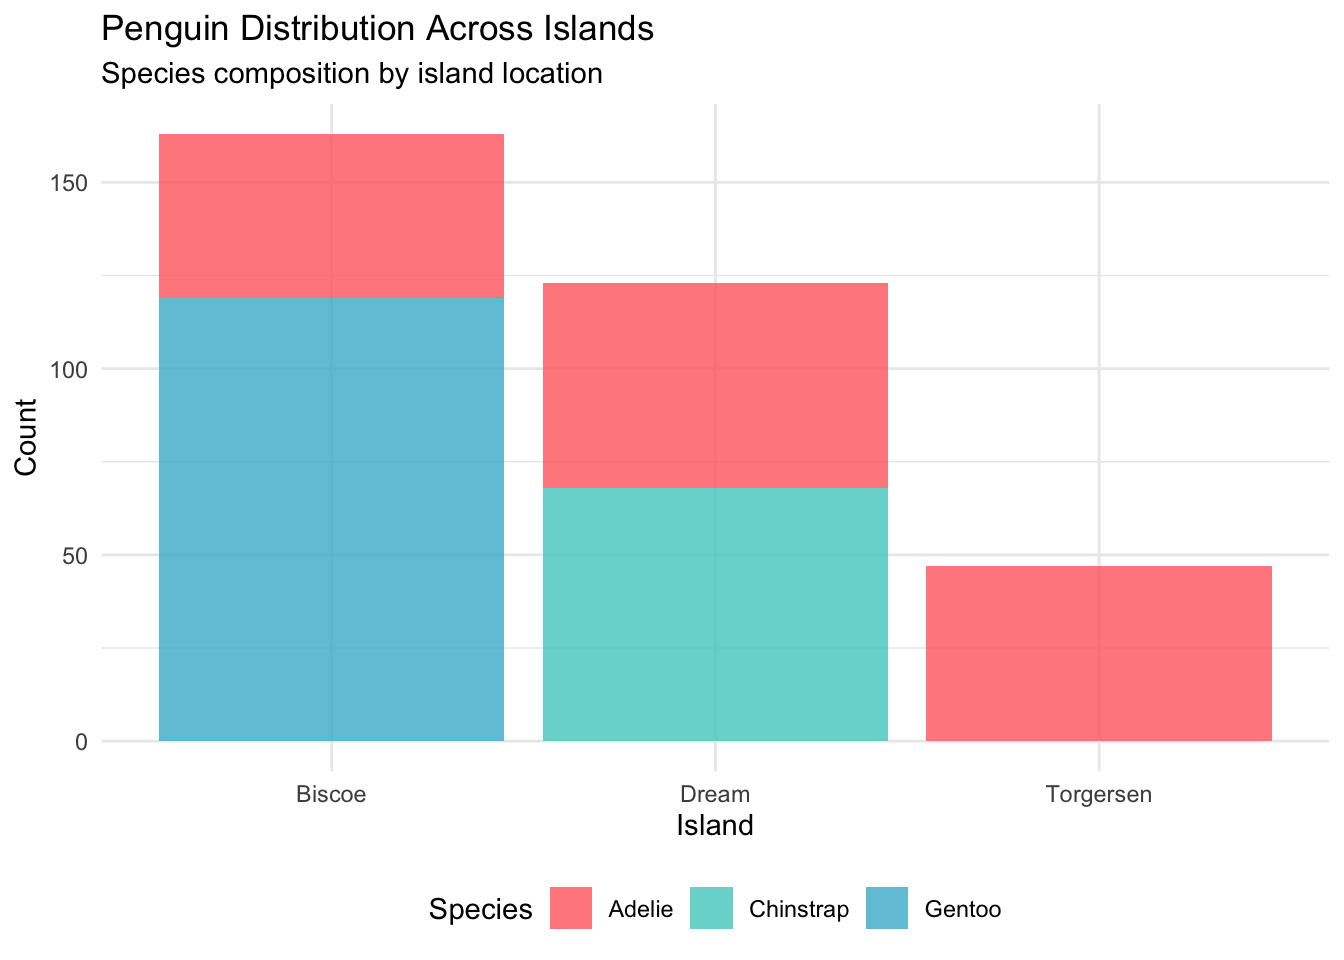 Penguin Distribution Across Islands
Species composition by island location
150
100
50
0
Count
Biscoe Dream Torgersen
Island
Species Adelie Chinstrap Gentoo